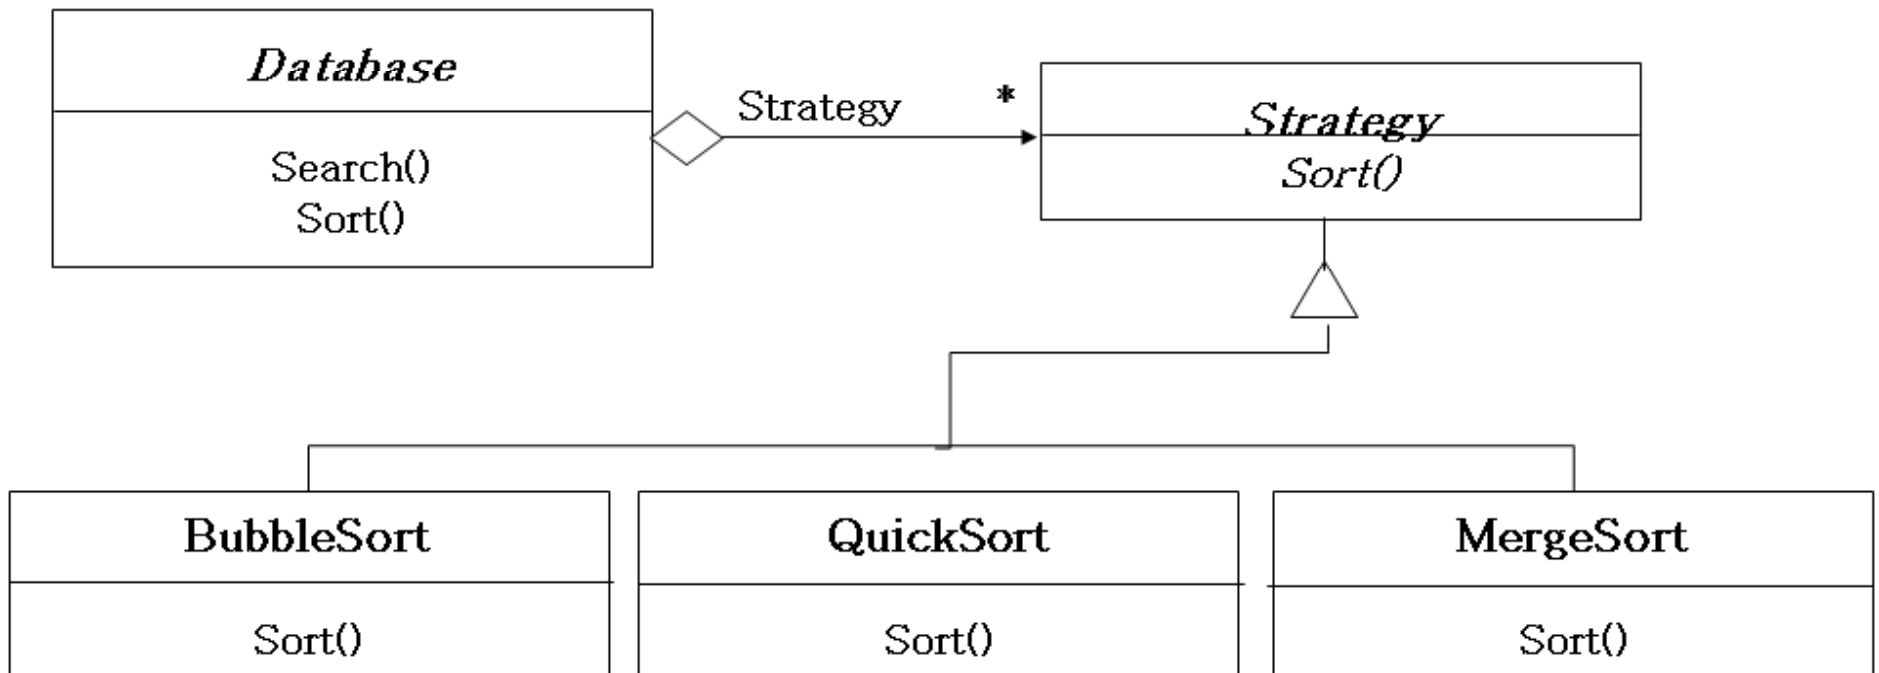 Database
Search()
Sort()
Strategy
*
Strategy
Sort()
BubbleSort
Sort()
QuickSort
Sort()
MergeSort
Sort()